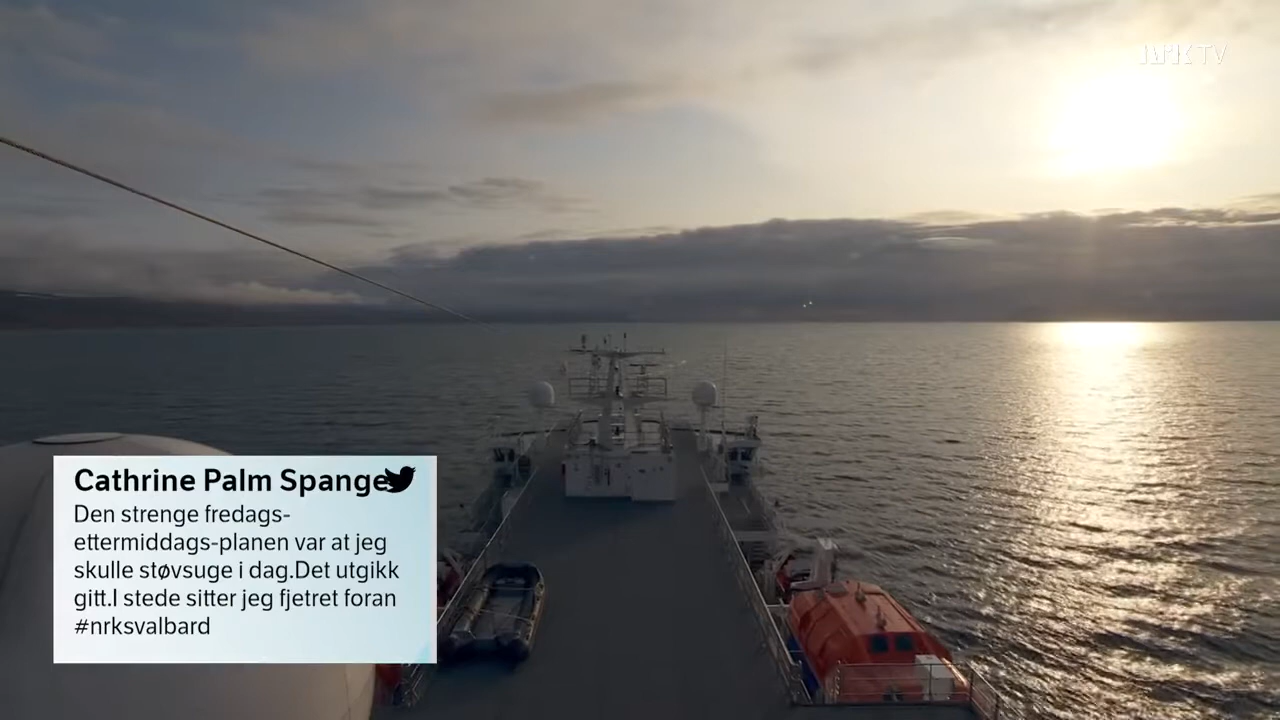 NRK TV
Cathrine Palm Spange
Den strenge fredags-
ettermiddags-planen var at jeg
skulle støvsuge i dag.Det utgikk
gitt.I stede sitter jeg fjetret foran
#nrksvalbard